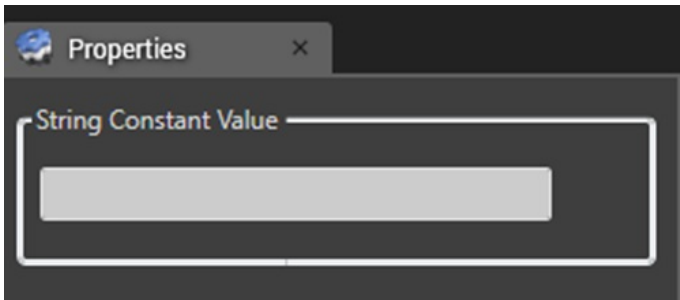 Properties ×
String Constant Value